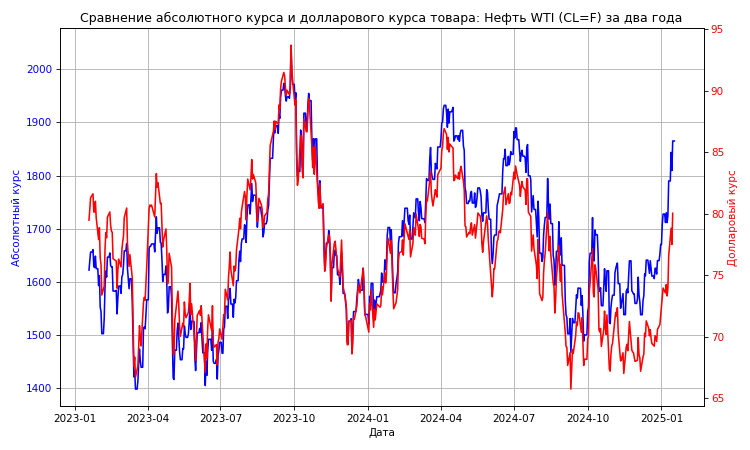 Сравнение абсолютного курса и долларового курса товара: Нефть WTI (CL=F) за два года
Абсолютный курс
2000
1900
1800
1700
1600
1500
1400
95
90
85
80
75
70
65
Долларовый курс
2023-01 2023-04 2023-07 2023-10 2024-01 2024-04 2024-07 2024-10 2025-01
Дата